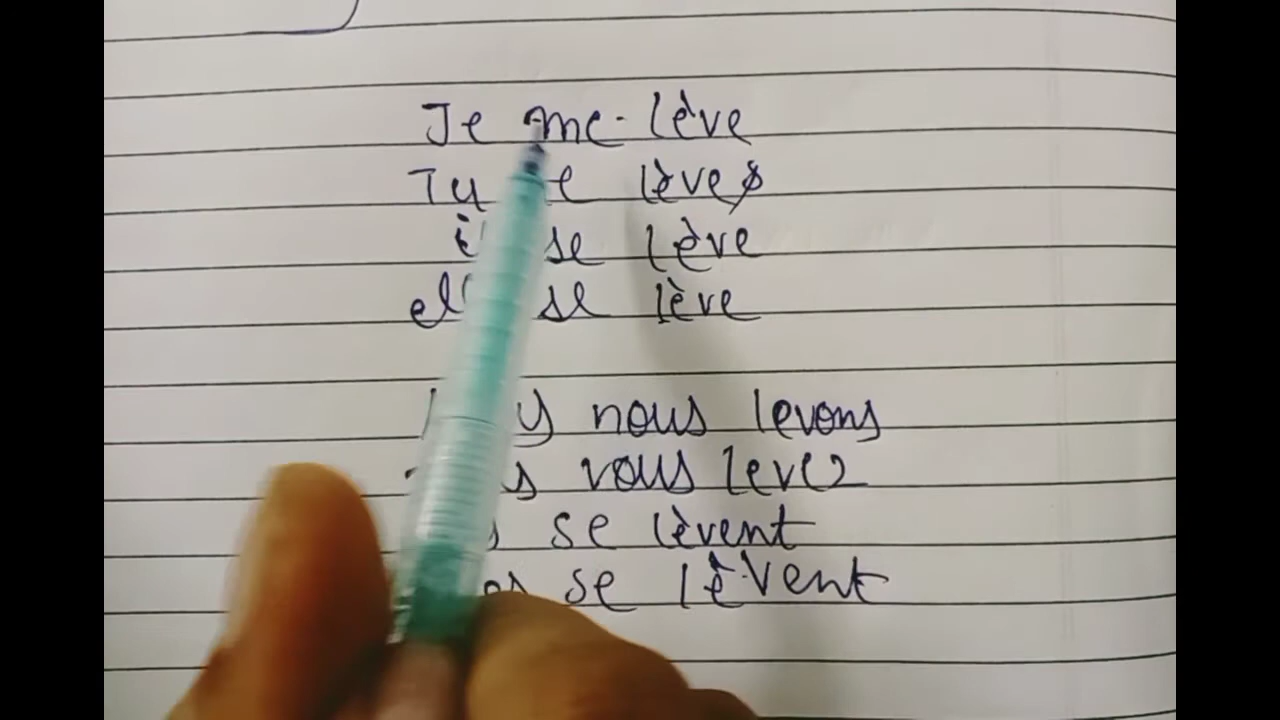 Je me lève
Tu lèves
se lève
se lève
nous levons
vous levez
se lèvent
se lèvent